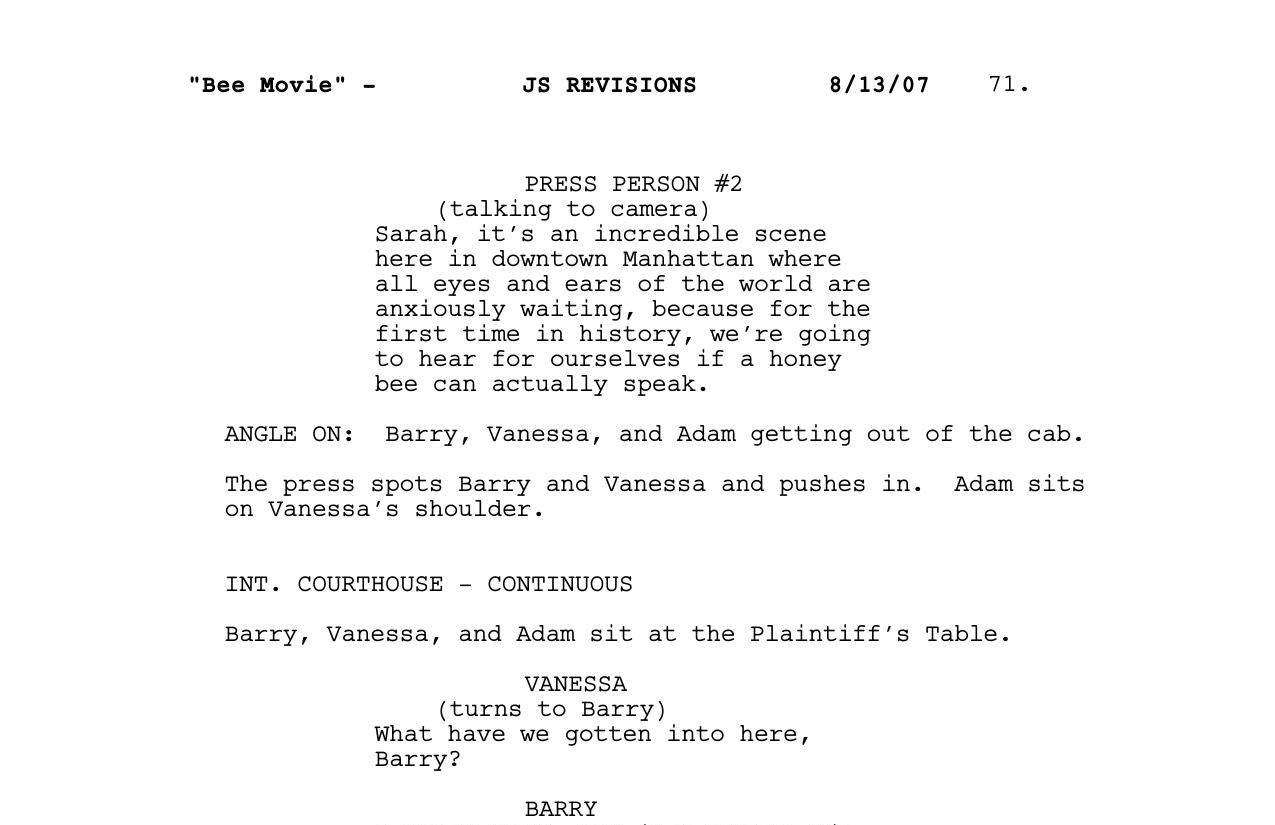 "Bee Movie" - JS REVISIONS 8/13/07 71.
PRESS PERSON #2
(talking to camera)
Sarah, it's an incredible scene
here in downtown Manhattan where
all eyes and ears of the world are
anxiously waiting, because for the
first time in history, we're going
to hear for ourselves if a honey
bee can actually speak.
ANGLE ON:  Barry, Vanessa, and Adam getting out of the cab.
The press spots Barry and Vanessa and pushes in.  Adam sits
on Vanessa's shoulder.
INT. COURTHOUSE – CONTINUOUS
Barry, Vanessa, and Adam sit at the Plaintiff's Table.
VANESSA
(turns to Barry)
What have we gotten into here,
Barry?
BARRY